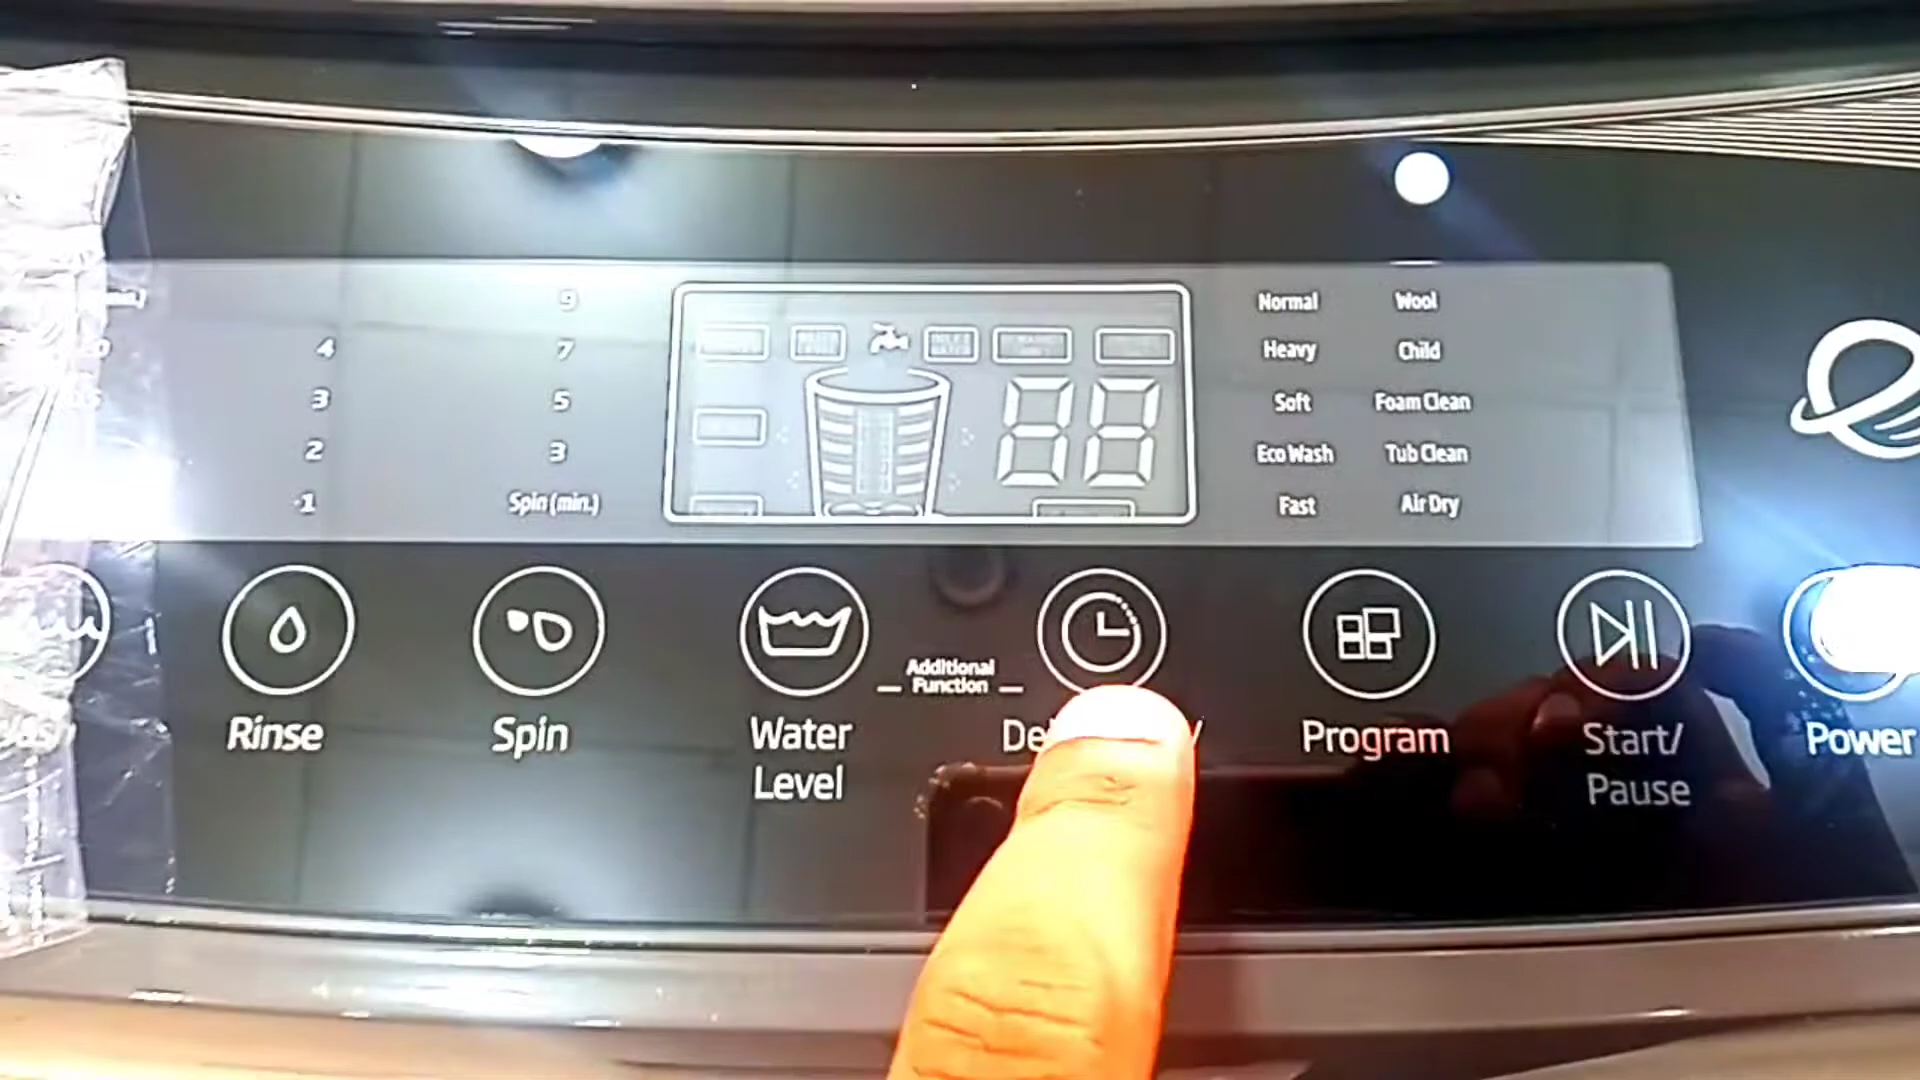 9
4
7
Normal
Wool
Heavy
Child
3
5
Soft
Foam Clean
2
3
Eco Wash
Tub Clean
1
Spin (min.)
Fast
Air Dry
88
Additional
Function
Rinse
Spin
Water
Level
Program
Start/
Pause
Power